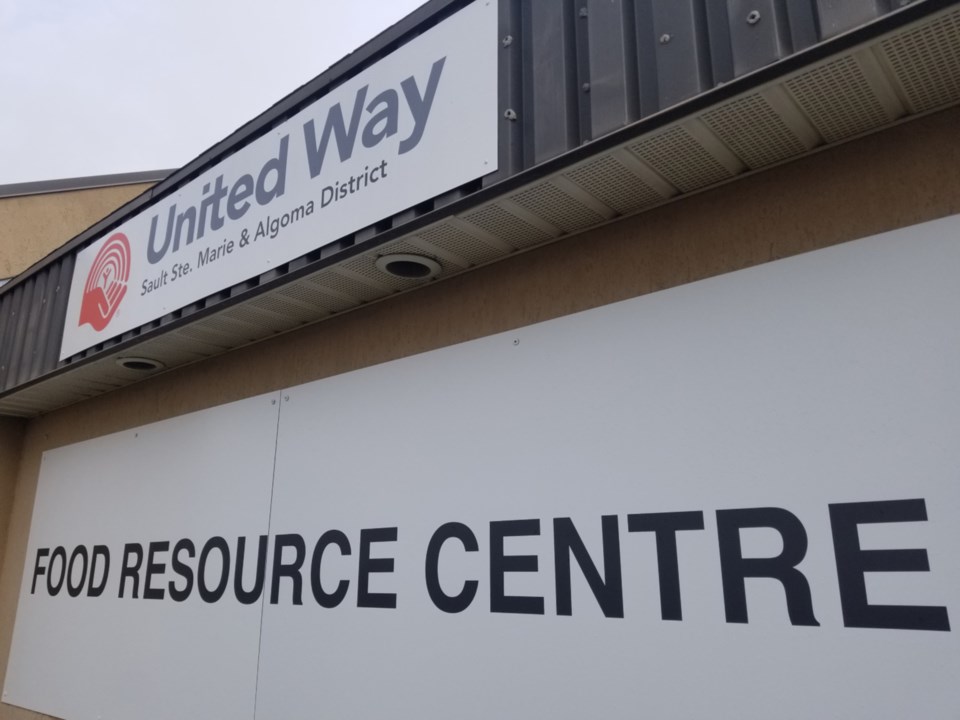 United Way
Sault Ste. Marie & Algoma District
FOOD RESOURCE CENTRE